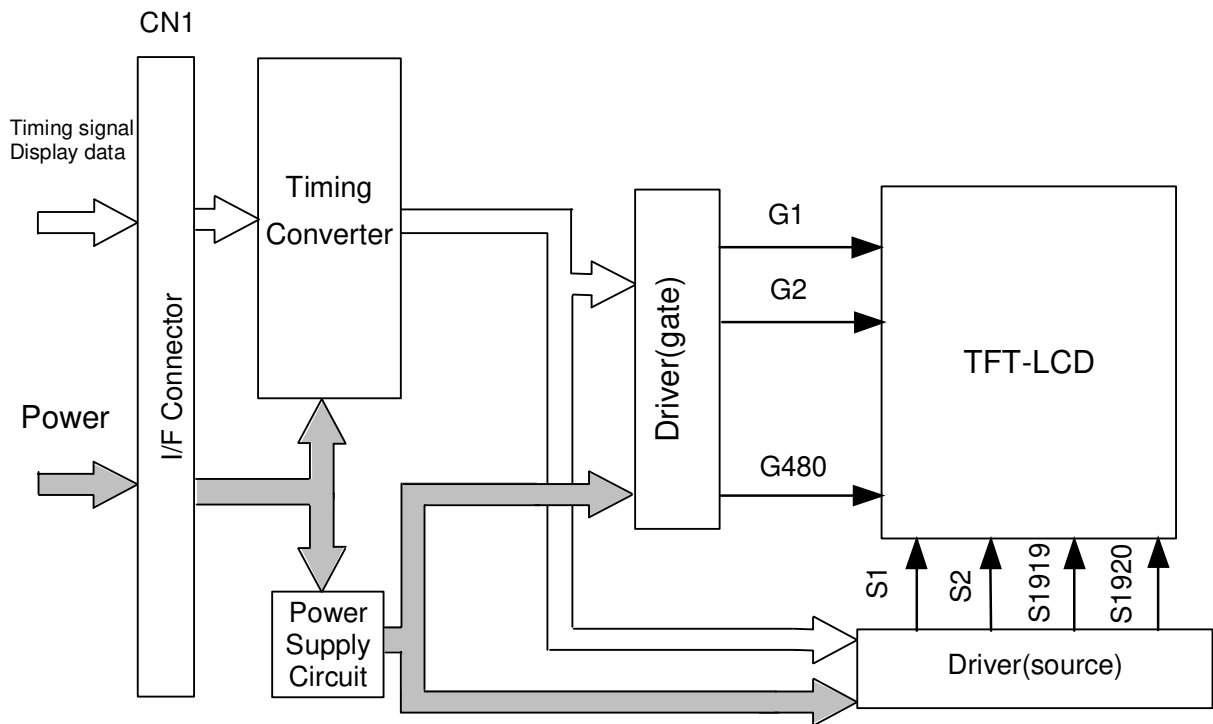 CN1
Timing signal
Display data
Timing
Converter
I/F Connector
Power
Power
Supply
Circuit
Driver(gate)
G1
G2
G480
TFT-LCD
S1
S2
S1919
S1920
Driver(source)